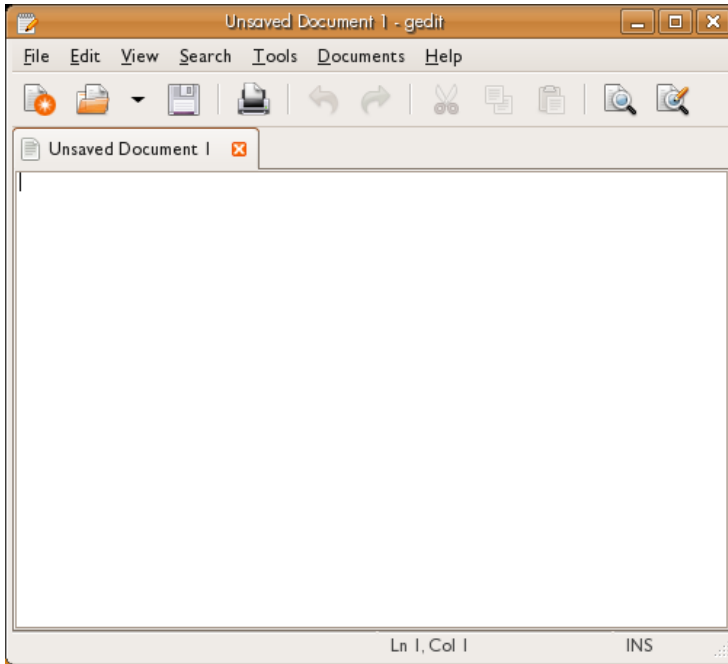 Unsaved Document 1 - gedit
File Edit View Search Tools Documents Help
Unsaved Document 1
Ln 1, Col 1 INS